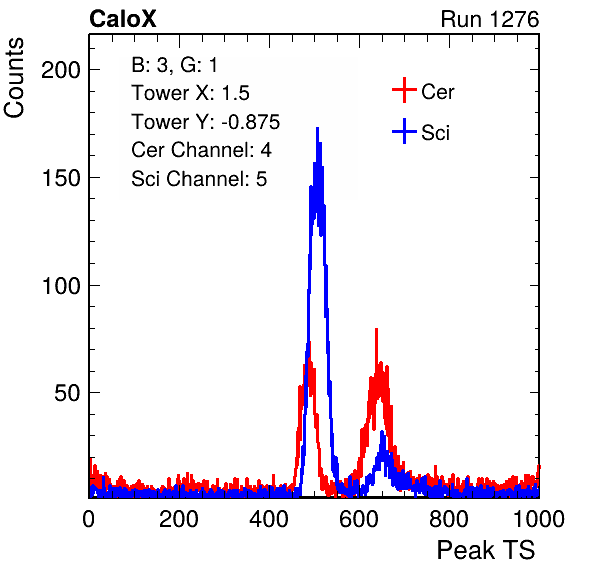 CaloX Run 1276
Counts
B: 3, G: 1
Tower X: 1.5
Tower Y: -0.875
Cer Channel: 4
Sci Channel: 5
Cer
Sci
200
150
100
50
0 200 400 600 800 1000
Peak TS